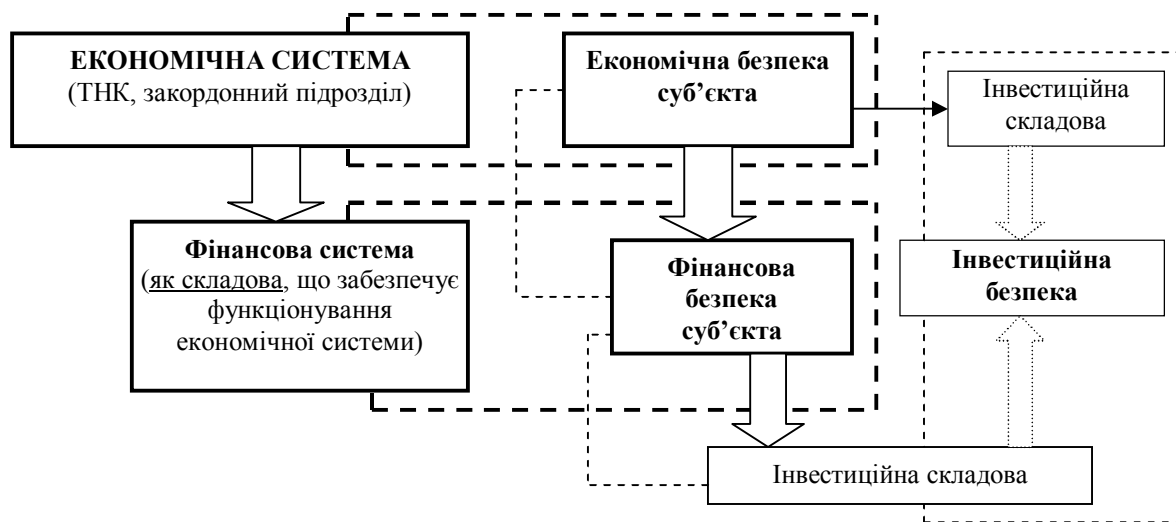 ЕКОНОМІЧНА СИСТЕМА
(ТНК, закордонний підрозділ)
Економічна безпека
суб’єкта
Інвестиційна
складова
Фінансова система
(як складова, що забезпечує
функціонування
економічної системи)
Фінансова
безпека
суб’єкта
Інвестиційна
безпека
Інвестиційна складова